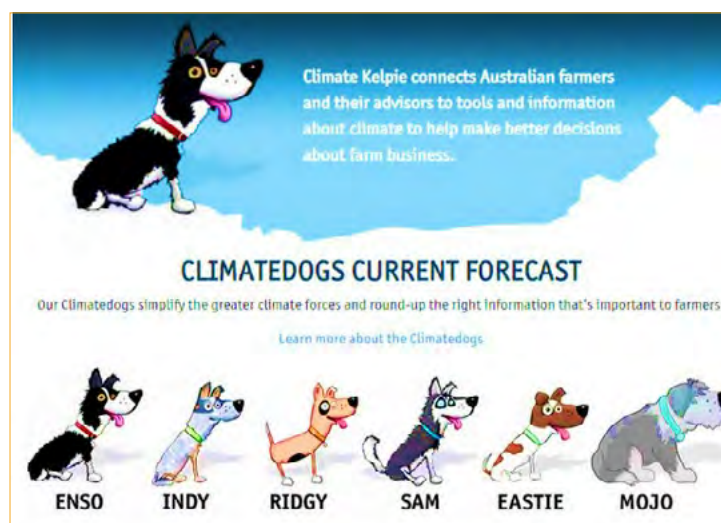 Climate Kelpie connects Australian farmers
and their advisors to tools and information
about climate to help make better decisions
about farm business.
CLIMATEDOGS CURRENT FORECAST
Our Climatedogs simplify the greater climate forces and round-up the right information that's important to farmers
Learn more about the Climatedogs
ENSO INDY RIDGY SAM EASTIE MOJO